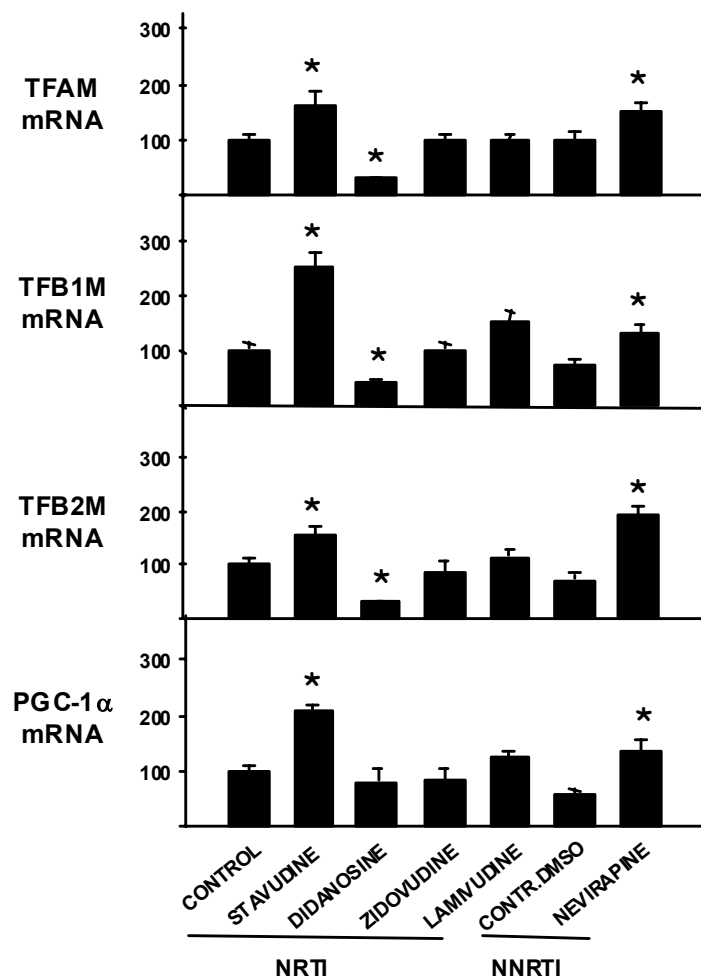 300
TFAM
mRNA
200
100
*
*
*
TFB1M
mRNA
300
200
100
*
*
*
TFB2M
mRNA
300
200
100
*
*
*
PGC-1α
mRNA
300
200
100
*
*
CONTROL
STAVUDINE
DIDANOSINE
ZIDOVUDINE
LAMIVUDINE
CONTR.DMSO
NEVIRAPINE
NRTI
NNRTI